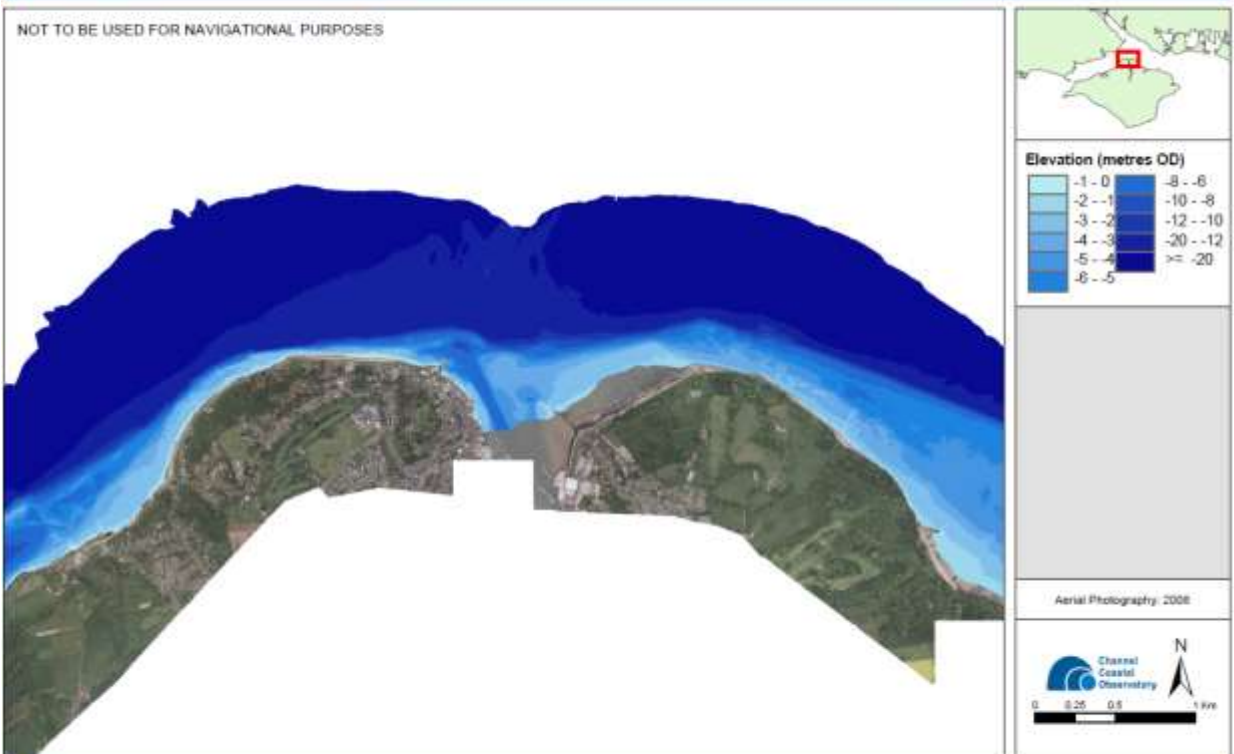 NOT TO BE USED FOR NAVIGATIONAL PURPOSES
Elevation (metres OD)
-1 - 0
-2 - -1
-3 - -2
-4 - -3
-5 - -4
-6 - -5
-8 - -6
-10 - -8
-12 - -10
-20 - -12
>= -20
Aerial Photography: 2008
Channel
Coastal
Observatory
N
0 0.25 0.5 1 Km